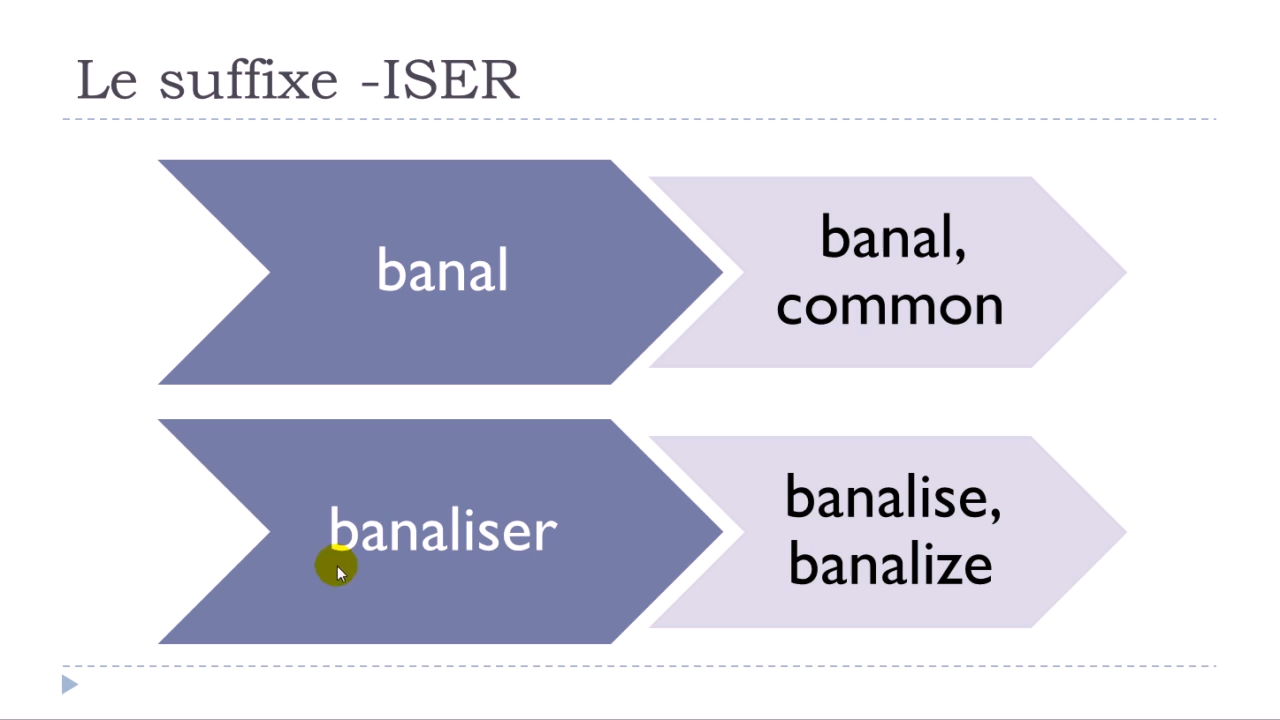 Le suffixe -ISER
banal
banal,
common
banaliser
banalise,
banalize